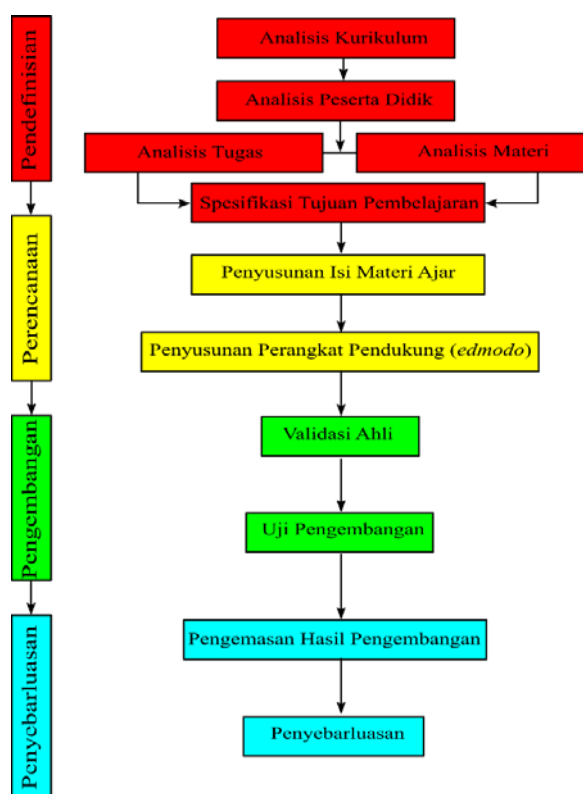 Pendefinisian
Analisis Kurikulum
Analisis Peserta Didik
Analisis Tugas
Analisis Materi
Spesifikasi Tujuan Pembelajaran
Perencanaan
Penyusunan Isi Materi Ajar
Penyusunan Perangkat Pendukung (edmodo)
Pengembangan
Validasi Ahli
Uji Pengembangan
Penyebarluasan
Pengemasan Hasil Pengembangan
Penyebarluasan